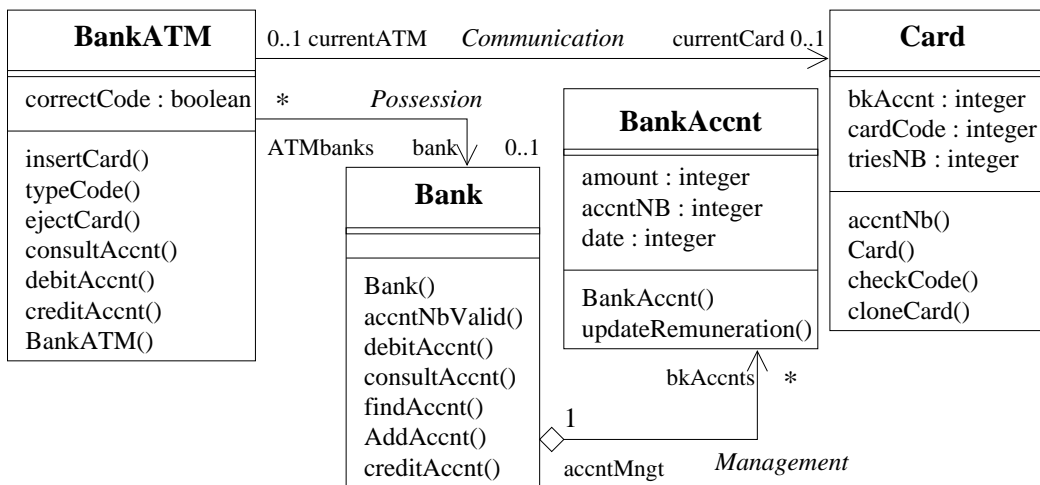 BankATM
correctCode : boolean
insertCard()
typeCode()
ejectCard()
consultAccnt()
debitAccnt()
creditAccnt()
BankATM()
0..1 currentATM Communication currentCard 0..1
* Possession
ATMbanks bank 0..1
Bank
Bank()
accntNbValid()
debitAccnt()
consultAccnt()
findAccnt()
AddAccnt()
creditAccnt()
BankAccnt
amount : integer
accntNB : integer
date : integer
BankAccnt()
updateRemuneration()
bkAccnts *
1
accntMngt Management
Card
bkAccnt : integer
cardCode : integer
triesNB : integer
accntNb()
Card()
checkCode()
cloneCard()